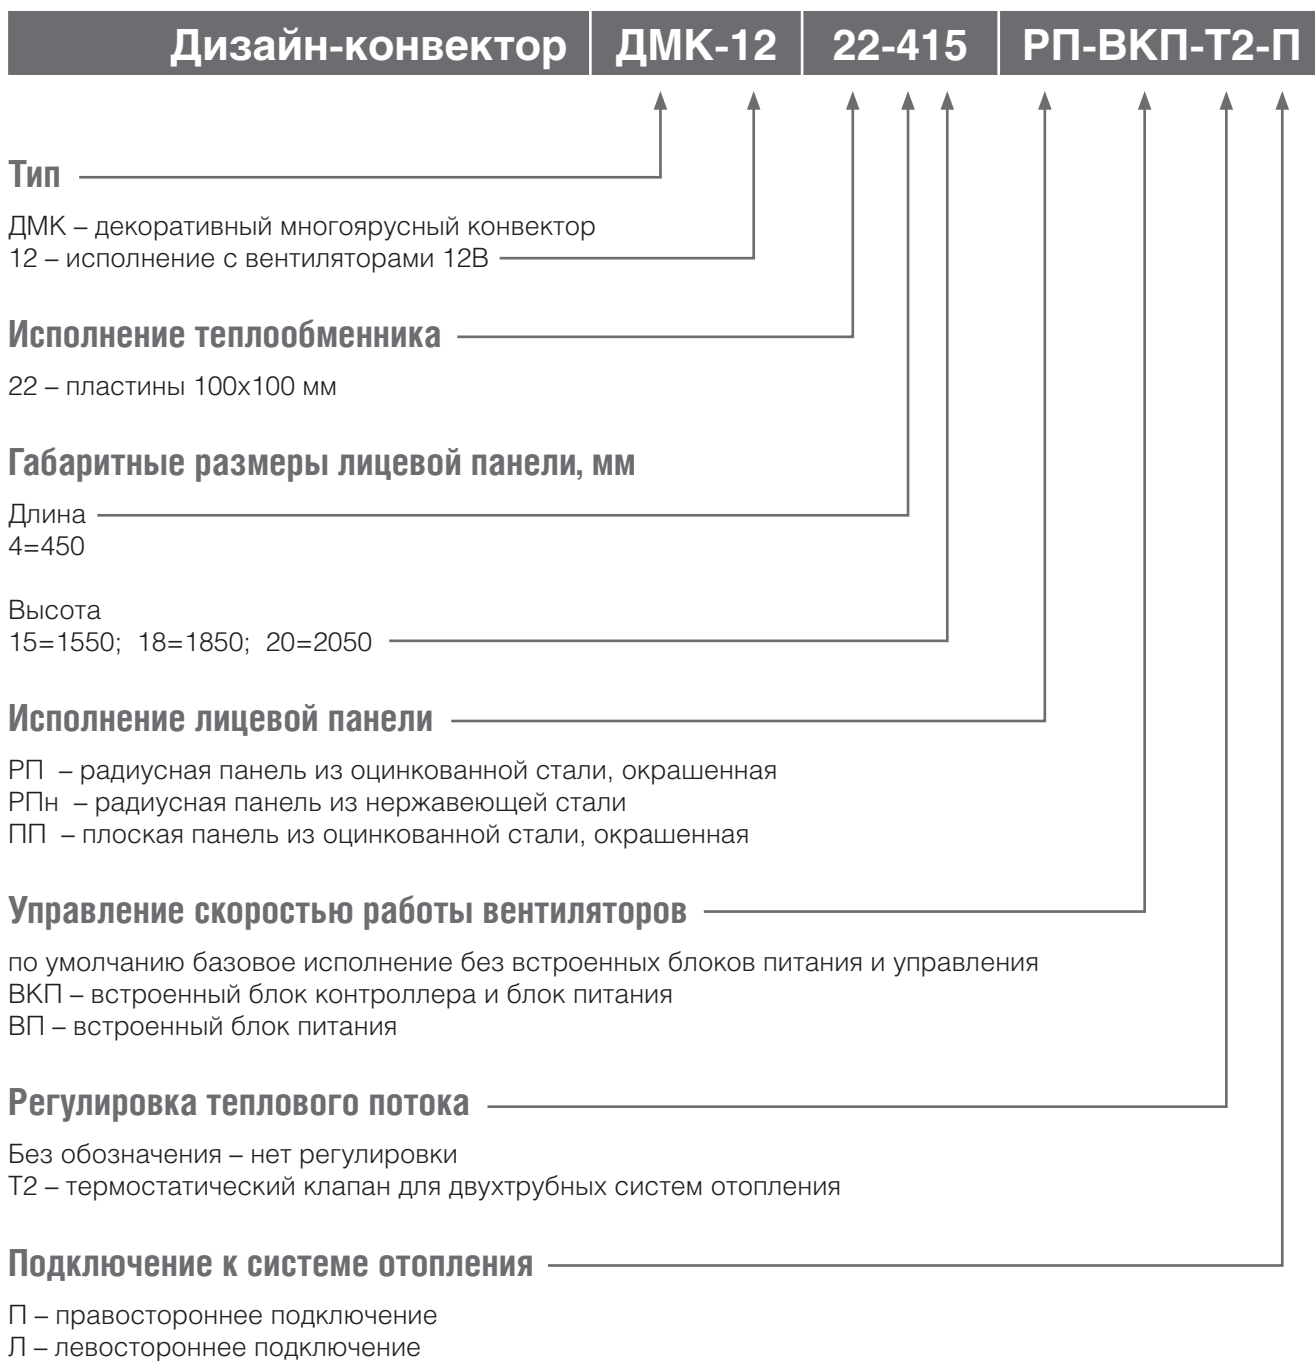 Дизайн-конвектор ДМК-12 22-415 РП-ВКП-Т2-П
Тип
ДМК – декоративный многоярусный конвектор
12 – исполнение с вентиляторами 12В
Исполнение теплообменника
22 – пластины 100х100 мм
Габаритные размеры лицевой панели, мм
Длина
4=450
Высота
15=1550; 18=1850; 20=2050
Исполнение лицевой панели
РП – радиусная панель из оцинкованной стали, окрашенная
РПн – радиусная панель из нержавеющей стали
ПП – плоская панель из оцинкованной стали, окрашенная
Управление скоростью работы вентиляторов
по умолчанию базовое исполнение без встроенных блоков питания и управления
ВКП – встроенный блок контроллера и блок питания
ВП – встроенный блок питания
Регулировка теплового потока
Без обозначения – нет регулировки
Т2 – термостатический клапан для двухтрубных систем отопления
Подключение к системе отопления
П – правостороннее подключение
Л – левостороннее подключение